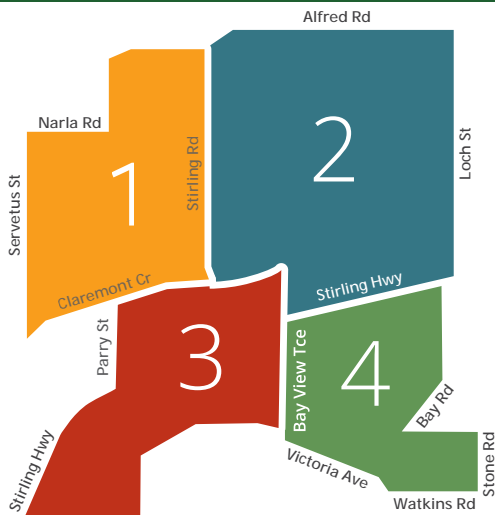 Alfred Rd
Narla Rd
Servetus St
1
Stirling Rd
2
Loch St
Claremont Cr
Stirling Hwy
Parry St
3
Bay View Tce
4
Bay Rd
Stirling Hwy
Victoria Ave
Stone Rd
Watkins Rd